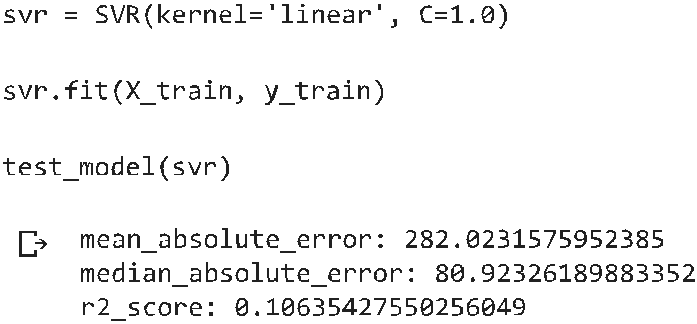 svr = SVR(kernel='linear', C=1.0)
svr.fit(X_train, y_train)
test_model(svr)
mean_absolute_error: 282.0231575952385
median_absolute_error: 80.92326189883352
r2_score: 0.10635427550256049